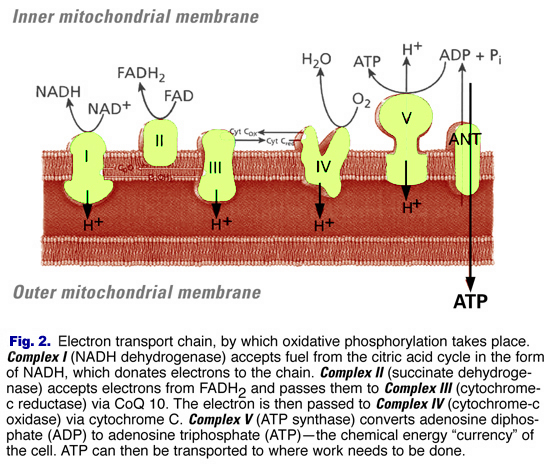 Inner mitochondrial membrane
NADH
NAD+
FADH2
FAD
H2O
O2
ATP
H+
ADP + Pi
I
II
III
Cyt Cox
Cyt Cred
IV
V
ANT
H+
H+
H+
H+
ATP
Outer mitochondrial membrane
Fig. 2. Electron transport chain, by which oxidative phosphorylation takes place.
Complex I (NADH dehydrogenase) accepts fuel from the citric acid cycle in the form
of NADH, which donates electrons to the chain. Complex II (succinate dehydroge-
nase) accepts electrons from FADH2 and passes them to Complex III (cytochrome-
c reductase) via CoQ 10. The electron is then passed to Complex IV (cytochrome-c
oxidase) via cytochrome C. Complex V (ATP synthase) converts adenosine diphos-
phate (ADP) to adenosine triphosphate (ATP)—the chemical energy “currency” of
the cell. ATP can then be transported to where work needs to be done.